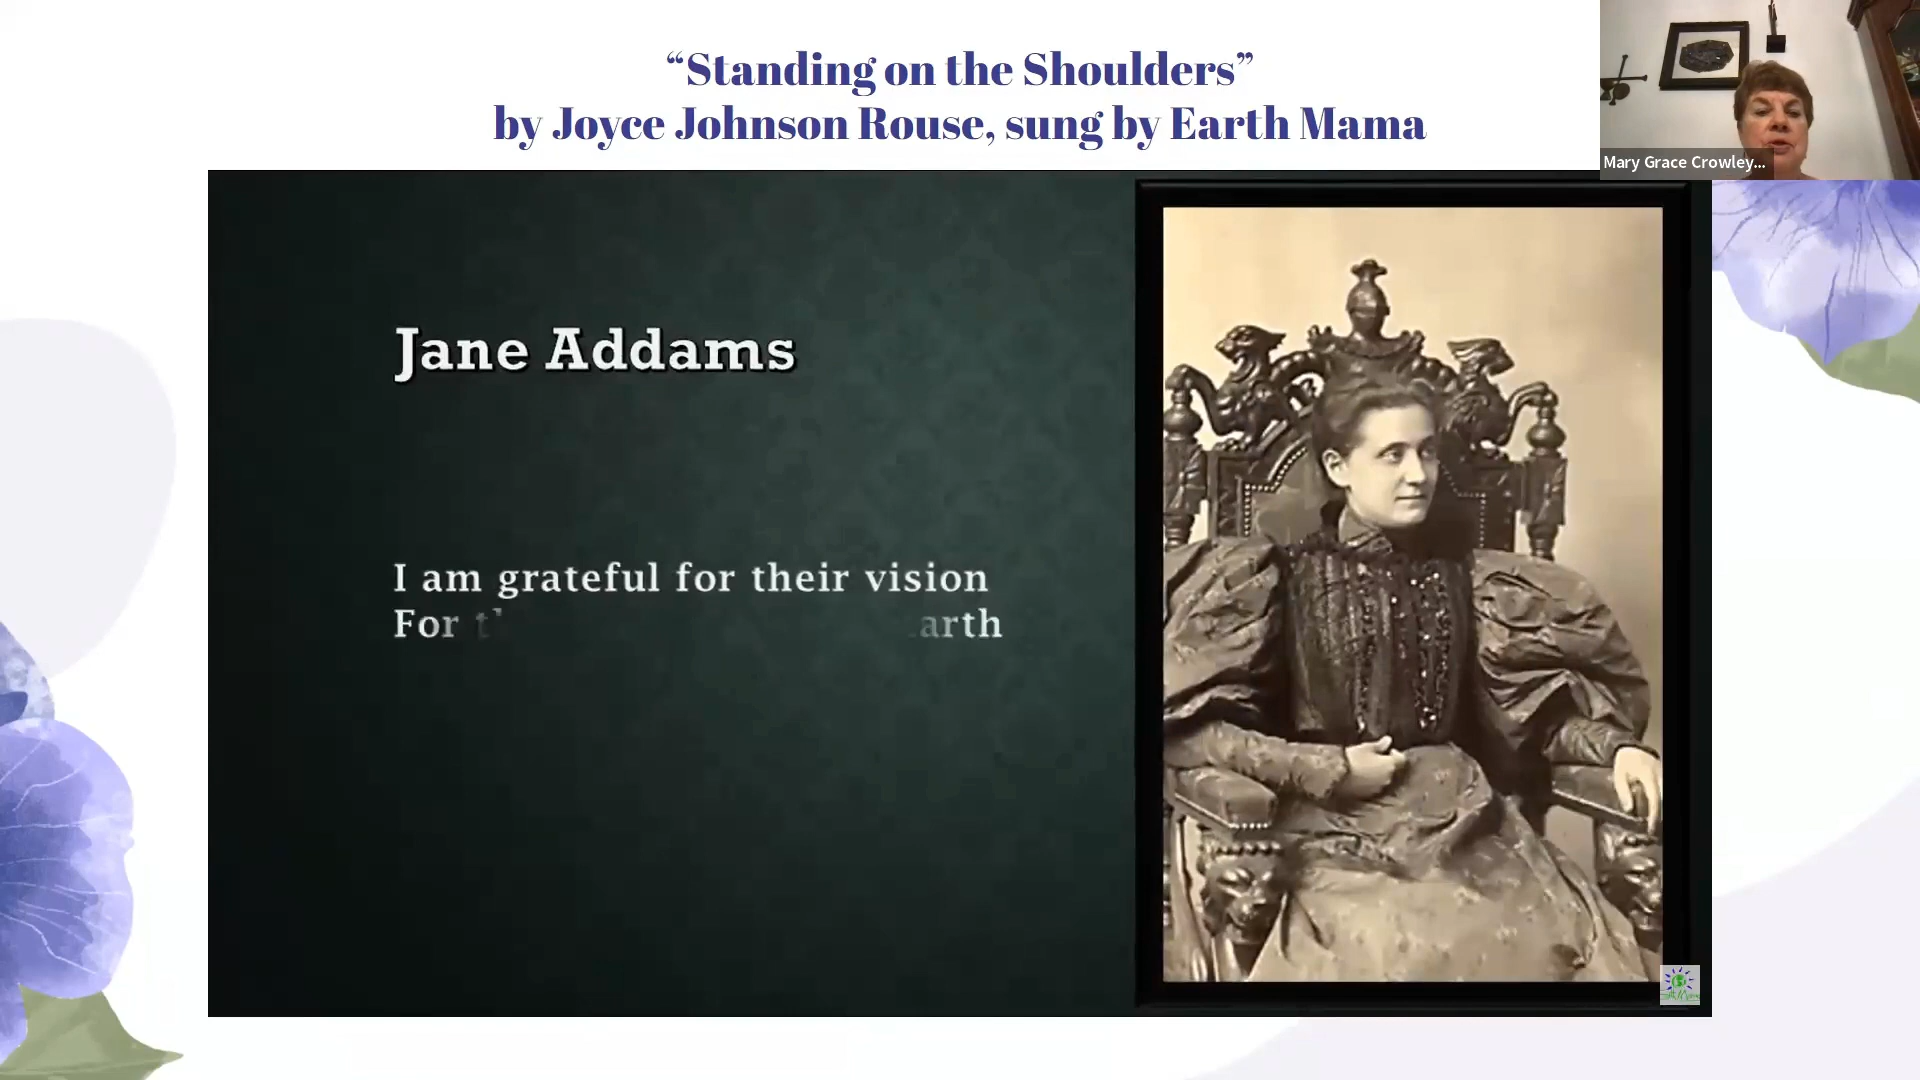 “Standing on the Shoulders”
by Joyce Johnson Rouse, sung by Earth Mama
Mary Grace Crowley...
Jane Addams
I am grateful for their vision
For